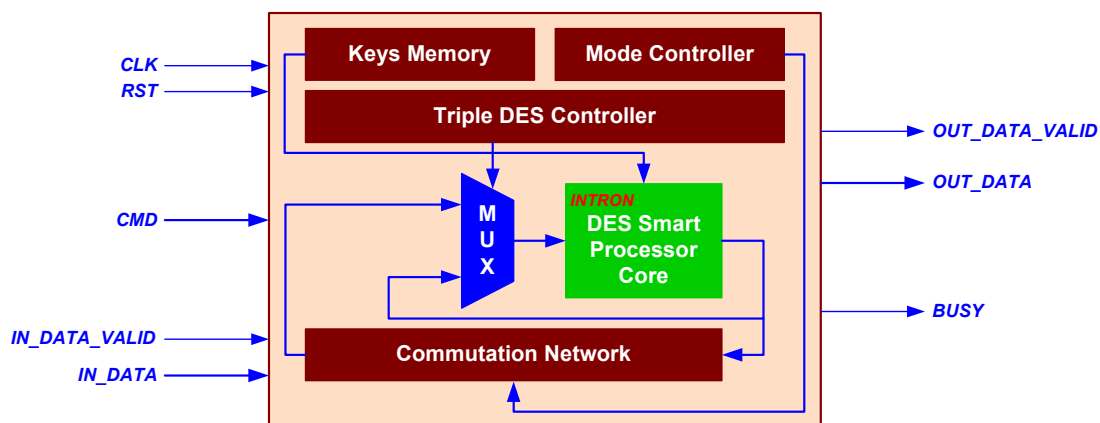 Keys Memory
Mode Controller
CLK
RST
Triple DES Controller
OUT_DATA_VALID
OUT_DATA
INTRON
M
U
X
DES Smart
Processor
Core
CMD
BUSY
IN_DATA_VALID
Commutation Network
IN_DATA